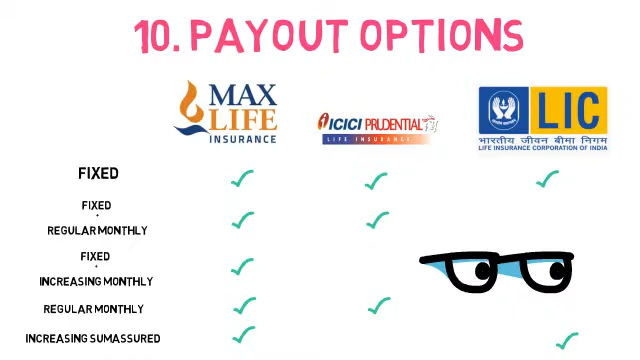 10. PAYOUT OPTIONS
MAX
LIFE
INSURANCE
ICICI PRUDENTIAL
LIFE INSURANCE
LIC
भारतीय जीवन बीमा निगम
LIFE INSURANCE CORPORATION OF INDIA
FIXED
FIXED
+
REGULAR MONTHLY
FIXED
+
INCREASING MONTHLY
REGULAR MONTHLY
INCREASING SUMASSURED